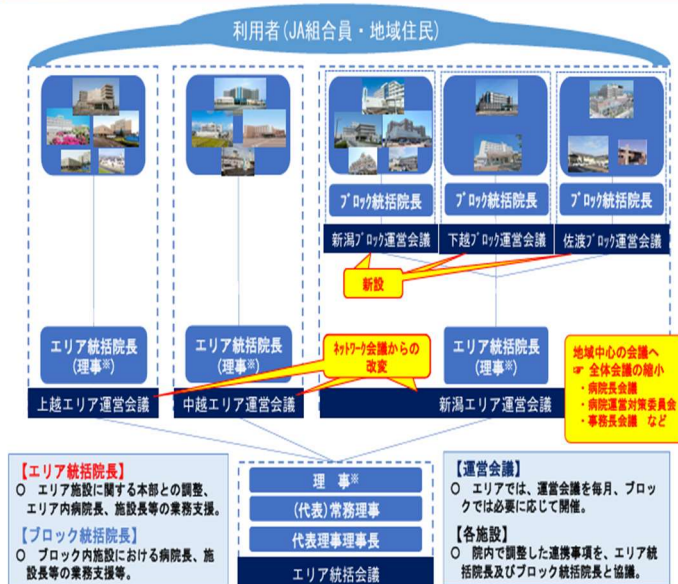 利用者(JA組合員・地域住民)
ブロック統括院長
ブロック統括院長
ブロック統括院長
新潟ブロック運営会議
下越ブロック運営会議
佐渡ブロック運営会議
新設
エリア統括院長
(理事※)
エリア統括院長
(理事※)
ネットワーク会議からの
改変
エリア統括院長
(理事※)
地域中心の会議へ
☞ 全体会議の縮小
・病院長会議
・病院運営対策委員会
・事務長会議 など
上越エリア運営会議
中越エリア運営会議
新潟エリア運営会議
【エリア統括院長】
○ エリア施設に関する本部との調整、
エリア内病院長、施設長等の業務支援。
【ブロック統括院長】
○ ブロック内施設における病院長、施
設長等の業務支援等。
理 事※
(代表)常務理事
代表理事理事長
エリア統括会議
【運営会議】
○ エリアでは、運営会議を毎月、ブロッ
クでは必要に応じて開催。
【各施設】
○ 院内で調整した連携事項を、エリア統
括院長及びブロック統括院長と協議。